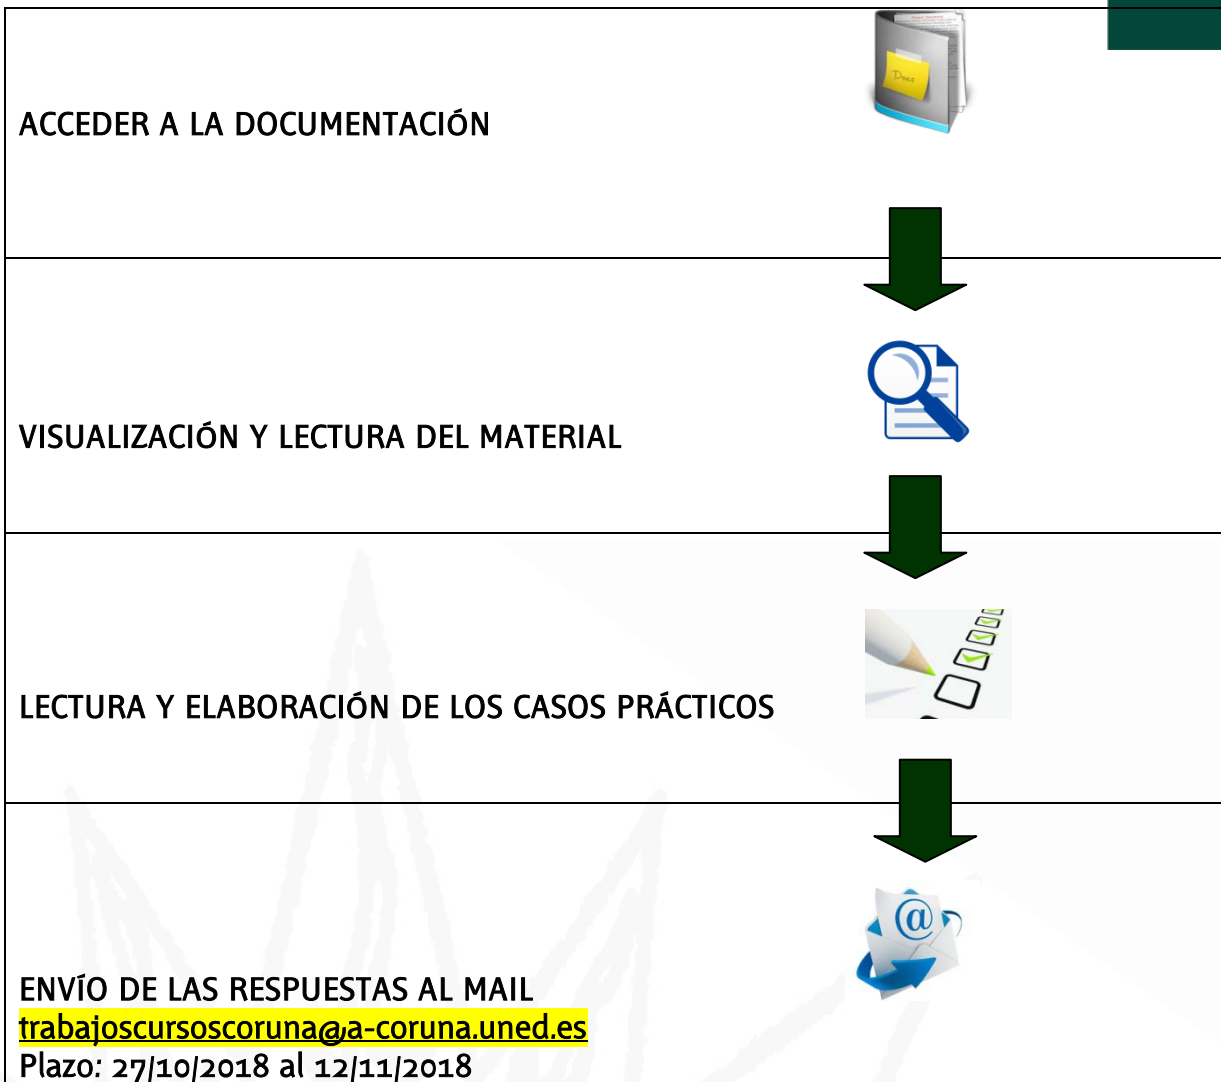 Docs
ACCEDER A LA DOCUMENTACIÓN
VISUALIZACIÓN Y LECTURA DEL MATERIAL
LECTURA Y ELABORACIÓN DE LOS CASOS PRÁCTICOS
@
ENVÍO DE LAS RESPUESTAS AL MAIL
trabajoscursoscoruna@a-coruna.uned.es
Plazo: 27/10/2018 al 12/11/2018